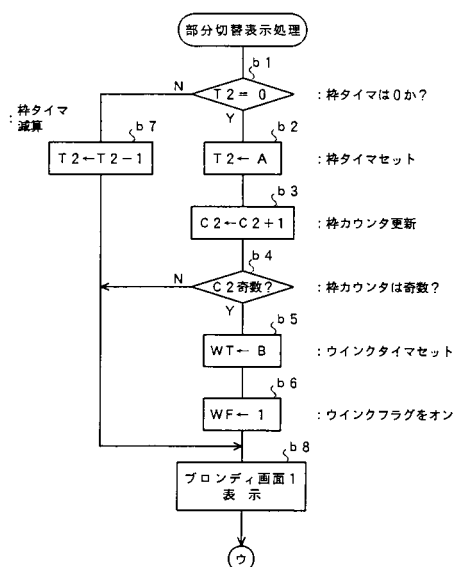 部分切替表示処理
b1
N
T2=0
:枠タイマは0か?
Y
:枠タイマ
減算
b7
T2←T2-1
b2
T2←A
:枠タイマセット
b3
C2←C2+1
:枠カウンタ更新
b4
N
C2奇数?
:枠カウンタは奇数?
Y
b5
WT←B
:ウインクタイマセット
b6
WF←1
:ウインクフラグをオン
b8
ブロンディ画面1
表示
ウ